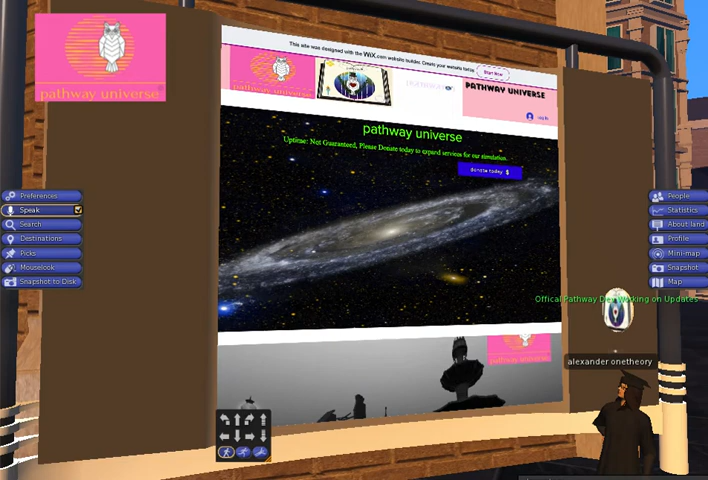 pathway universe
This site was designed with the WiX.com website builder. Create your website today.
Start Now
pathway universe
PATHWAY UNIVERSE
Log In
pathway universe
Uptime: Not Guaranteed, Please Donate today to expand services for our simulation.
donate today $
pathway universe
Preferences
Speak
Search
Destinations
Picks
Mouselook
Snapshot to Disk
People
Statistics
About land
Profile
Mini-map
Snapshot
Map
Offical Pathway Dev Working on Updates
alexander onetheory